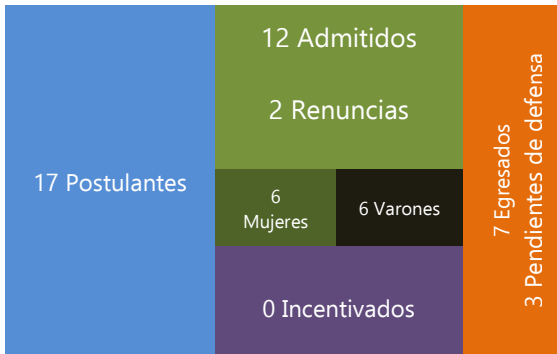 17 Postulantes
12 Admitidos
2 Renuncias
6
Mujeres
6 Varones
0 Incentivados
7 Egresados
3 Pendientes de defensa